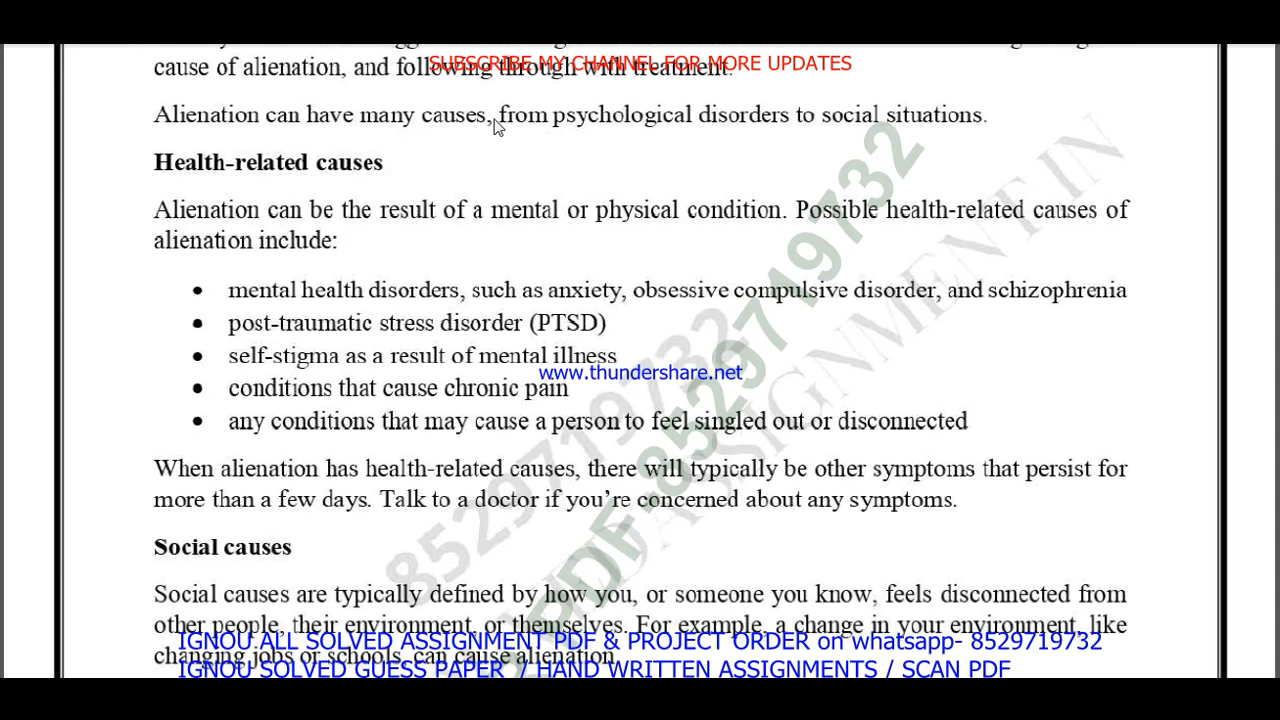 SUBSCRIBE MY CHANNEL FOR MORE UPDATES
cause of alienation, and following through with treatment.
Alienation can have many causes, from psychological disorders to social situations.
Health-related causes
Alienation can be the result of a mental or physical condition. Possible health-related causes of
alienation include:
• mental health disorders, such as anxiety, obsessive compulsive disorder, and schizophrenia
• post-traumatic stress disorder (PTSD)
• self-stigma as a result of mental illness
www.thundershare.net
• conditions that cause chronic pain
• any conditions that may cause a person to feel singled out or disconnected
When alienation has health-related causes, there will typically be other symptoms that persist for
more than a few days. Talk to a doctor if you're concerned about any symptoms.
Social causes
Social causes are typically defined by how you, or someone you know, feels disconnected from
other people, their environment, or themselves. For example, a change in your environment, like
IGNOU ALL SOLVED ASSIGNMENT PDF & PROJECT ORDER on whatsapp- 8529719732
changing jobs or schools, can cause alienation
IGNOU SOLVED GUESS PAPER / HAND WRITTEN ASSIGNMENTS / SCAN PDF
8529719732
PDF-8529719732
ASSIGNMENT IN